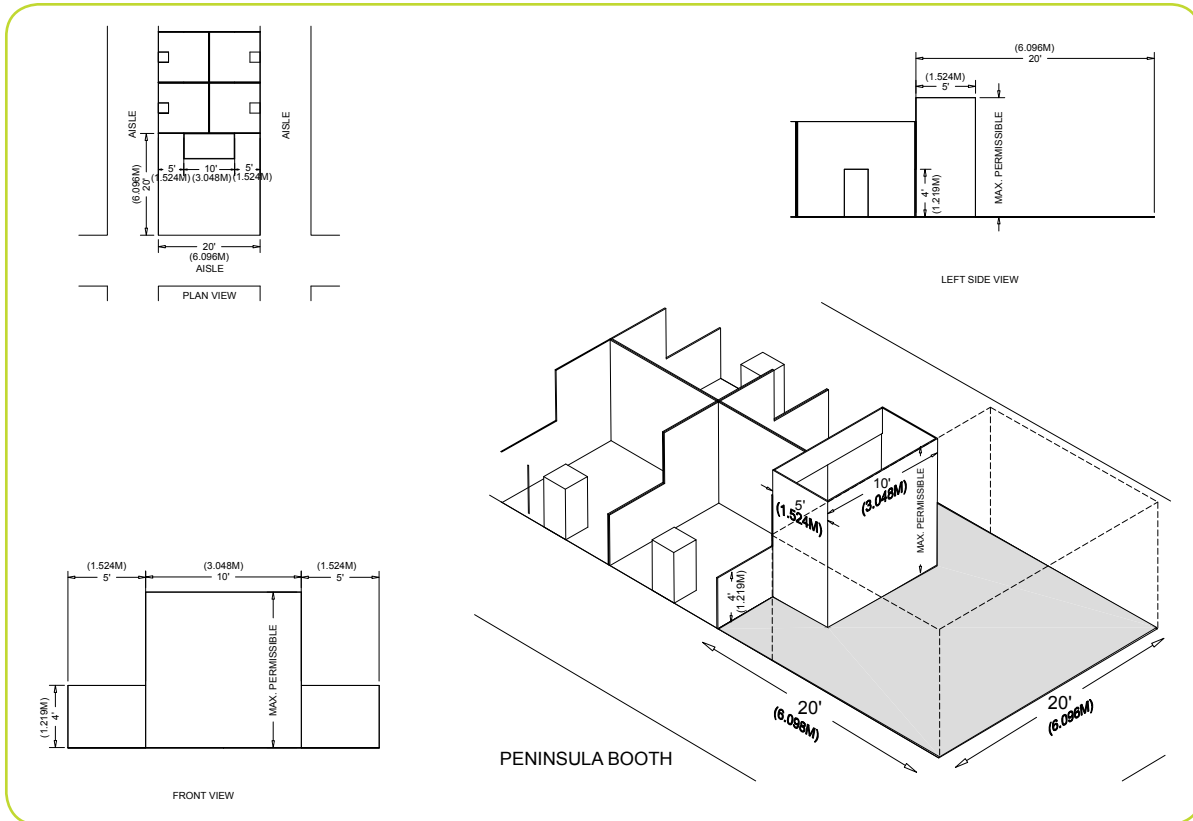 AISLE
AISLE
5'
10'
5'
(1.524M)
(3.048M)
(1.524M)
(6.096M)
20'
20'
(6.096M)
AISLE
PLAN VIEW
(6.096M)
20'
(1.524M)
5'
MAX. PERMISSIBLE
4'
(1.219M)
LEFT SIDE VIEW
(1.524M)
5'
(3.048M)
10'
(1.524M)
5'
MAX. PERMISSIBLE
(1.219M)
4'
FRONT VIEW
5'
(1.524M)
10'
(3.048M)
MAX. PERMISSIBLE
4'
(1.219M)
20'
(6.098M)
20'
(6.096M)
PENINSULA BOOTH